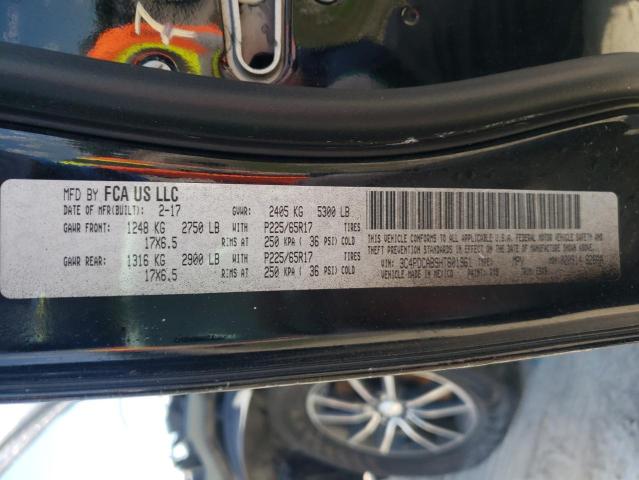 MFD BY FCA US LLC
DATE OF MFR(BUILT): 2-17 GVWR: 2405 KG 5300 LB
GAWR FRONT: 1248 KG 2750 LB WITH P225/65R17 TIRES
17X6.5 RIMS AT 250 KPA ( 36 PSI) COLD
GAWR REAR: 1316 KG 2900 LB WITH P225/65R17 TIRES
17X6.5 RIMS AT 250 KPA ( 36 PSI) COLD
THIS VEHICLE CONFORMS TO ALL APPLICABLE U.S.A. FEDERAL MOTOR VEHICLE SAFETY AND
THEFT PREVENTION STANDARDS IN EFFECT ON THE DATE OF MANUFACTURE SHOWN ABOVE.
VIN: TYPE: MPV
MADE IN MEXICO PAINT: TRIM: